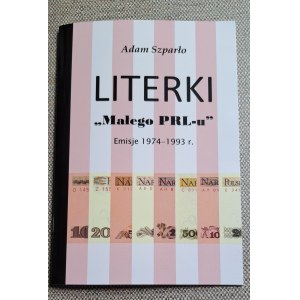 Adam Szparło
LITERKI
„Małego PRL-u”
Emisje 1974–1993 r.